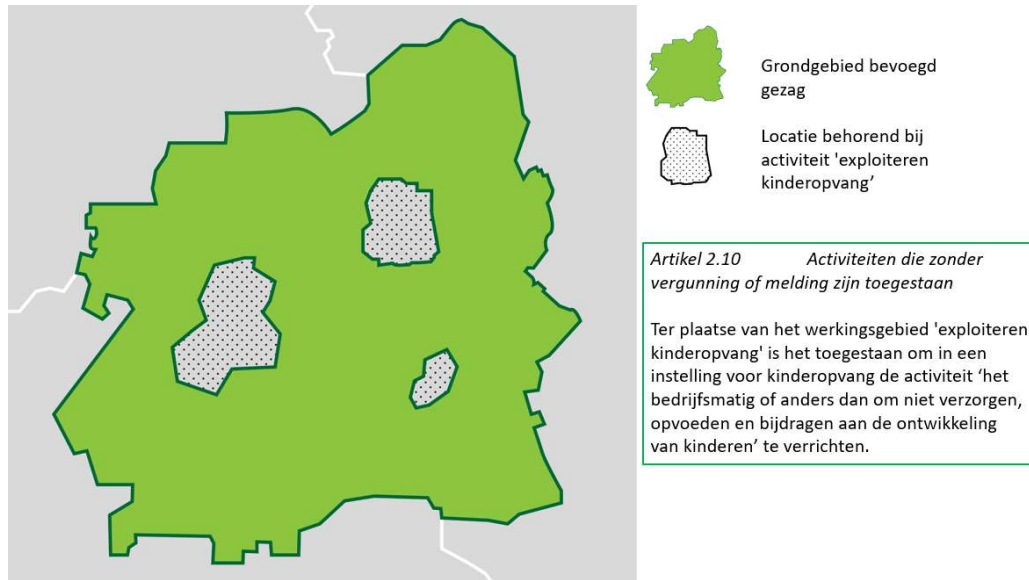 Grondgebied bevoegd
gezag
Locatie behorend bij
activiteit 'exploiteren
kinderopvang’
Artikel 2.10 Activiteiten die zonder
vergunning of melding zijn toegestaan
Ter plaatse van het werkingsgebied 'exploiteren
kinderopvang' is het toegestaan om in een
instelling voor kinderopvang de activiteit ‘het
bedrijfsmatig of anders dan om niet verzorgen,
opvoeden en bijdragen aan de ontwikkeling
van kinderen’ te verrichten.